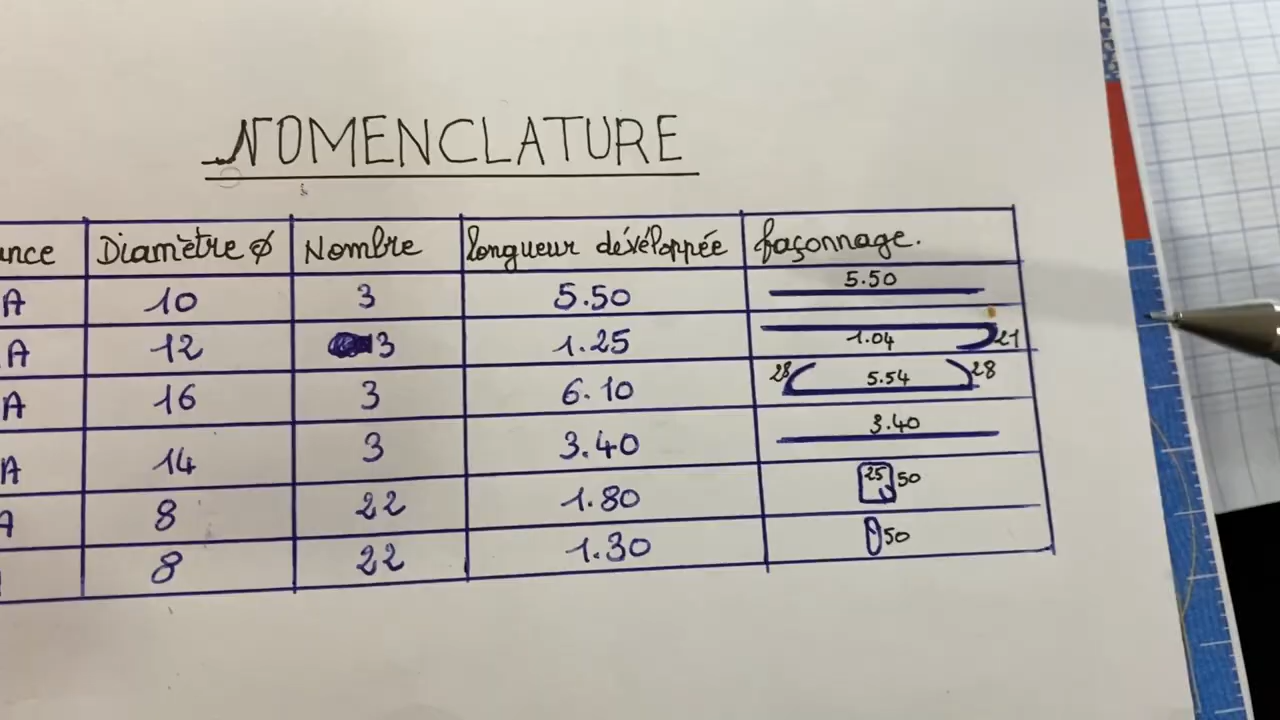 NOMENCLATURE
ance Diamètre ø Nombre longueur dévéloppée façonnage.
A 10 3 5.50 5.50
A 12 3 1.25 1.04 21
A 16 3 6.10 28 5.54 28
A 14 3 3.40 3.40
A 8 22 1.80 25 50
8 22 1.30 50